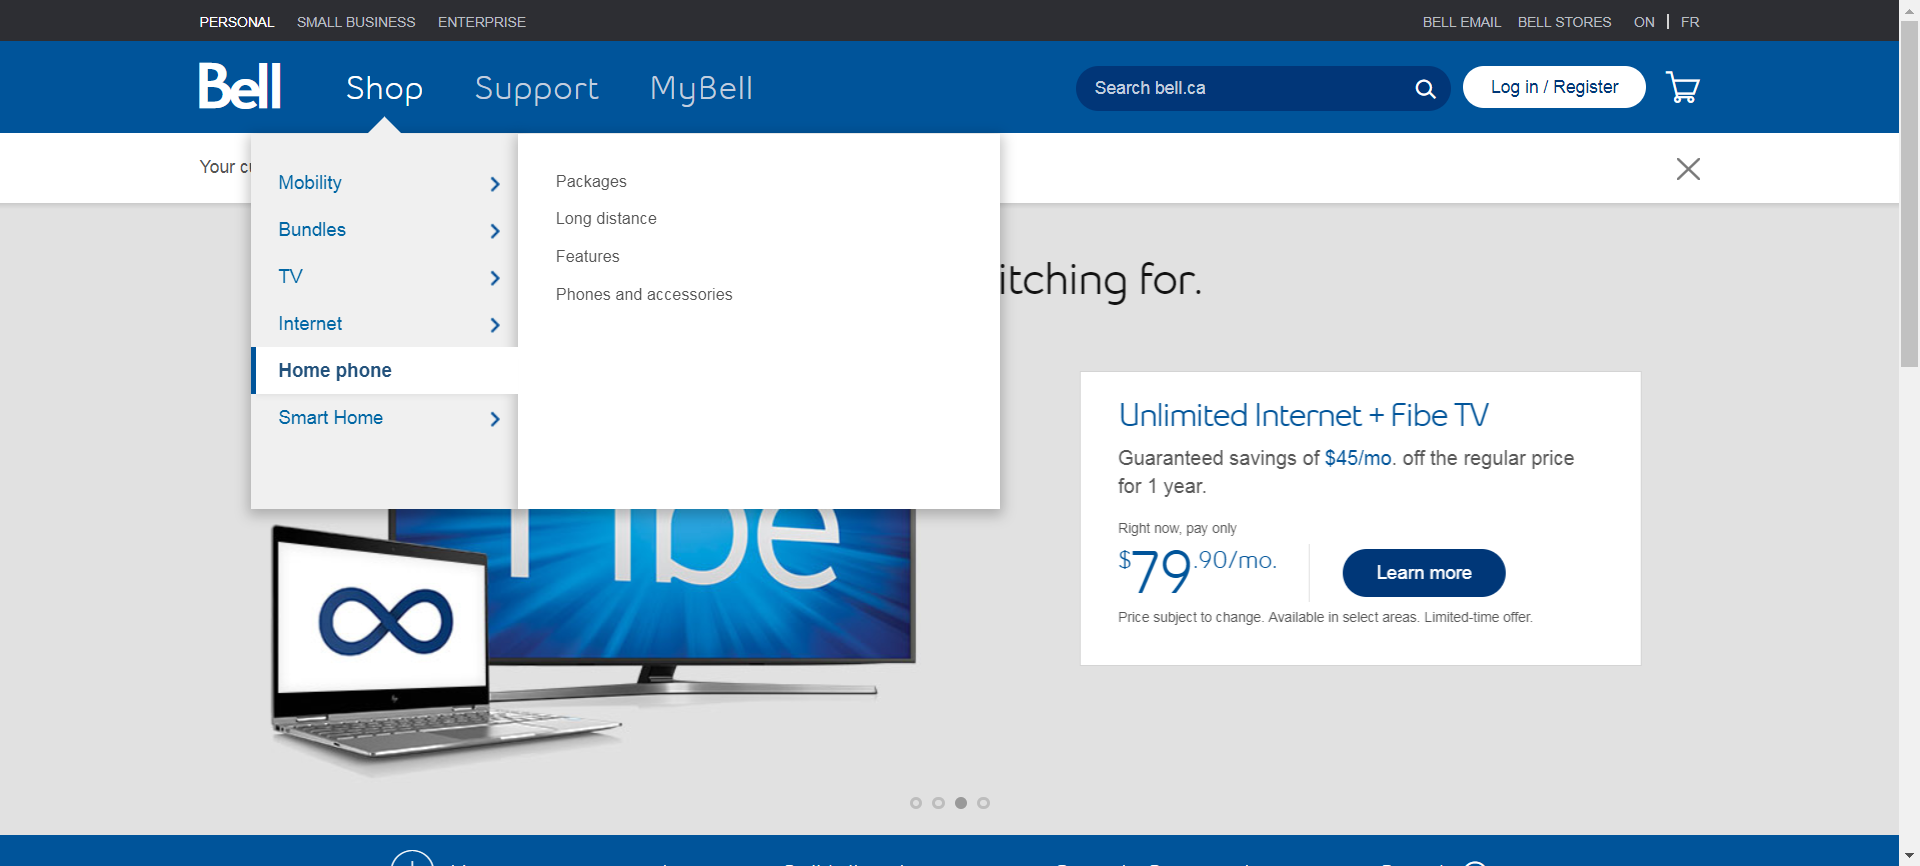 PERSONAL SMALL BUSINESS ENTERPRISE BELL EMAIL BELL STORES ON FR
Bell Shop Support MyBell Search bell.ca Log in / Register
Your
Mobility
Bundles
TV
Internet
Home phone
Smart Home
Packages
Long distance
Features
Phones and accessories
itching for.
Fibe
Unlimited Internet + Fibe TV
Guaranteed savings of $45/mo. off the regular price
for 1 year.
Right now, pay only
$79.90/mo.
Learn more
Price subject to change. Available in select areas. Limited-time offer.